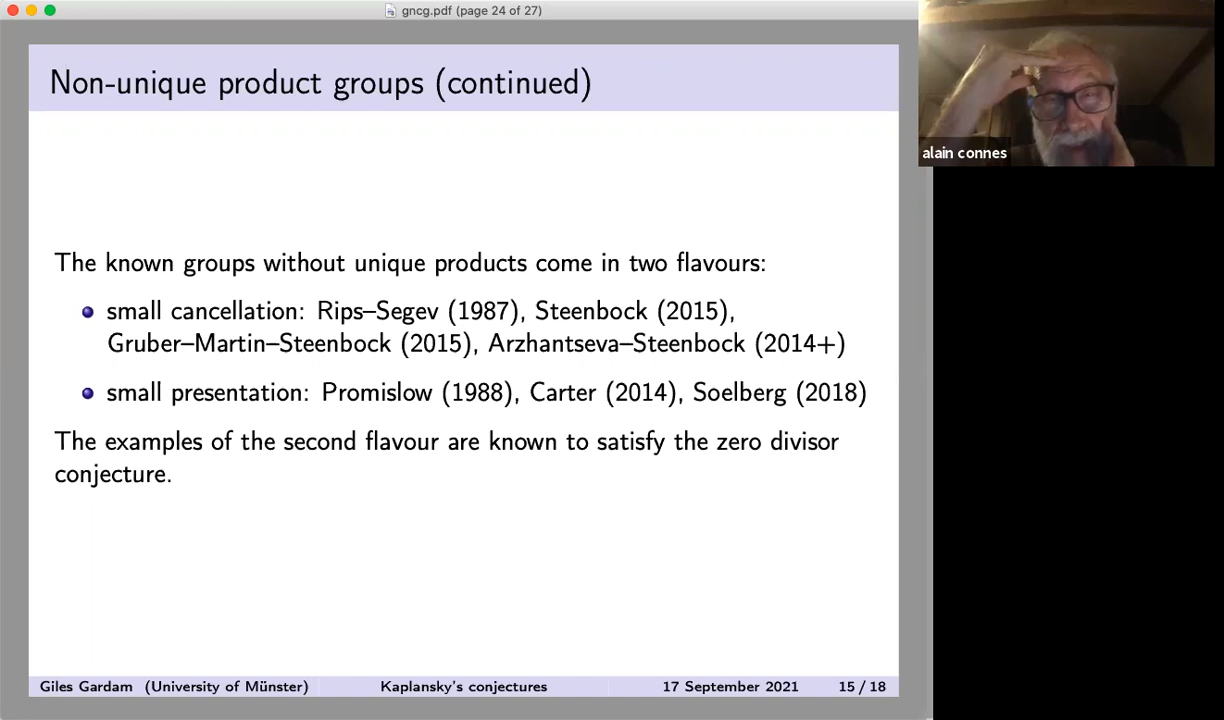 gncg.pdf (page 24 of 27)
Non-unique product groups (continued)
alain connes
The known groups without unique products come in two flavours:
small cancellation: Rips–Segev (1987), Steenbock (2015),
Gruber–Martin–Steenbock (2015), Arzhantseva–Steenbock (2014+)
small presentation: Promislow (1988), Carter (2014), Soelberg (2018)
The examples of the second flavour are known to satisfy the zero divisor
conjecture.
Giles Gardam (University of Münster) Kaplansky's conjectures 17 September 2021 15 / 18